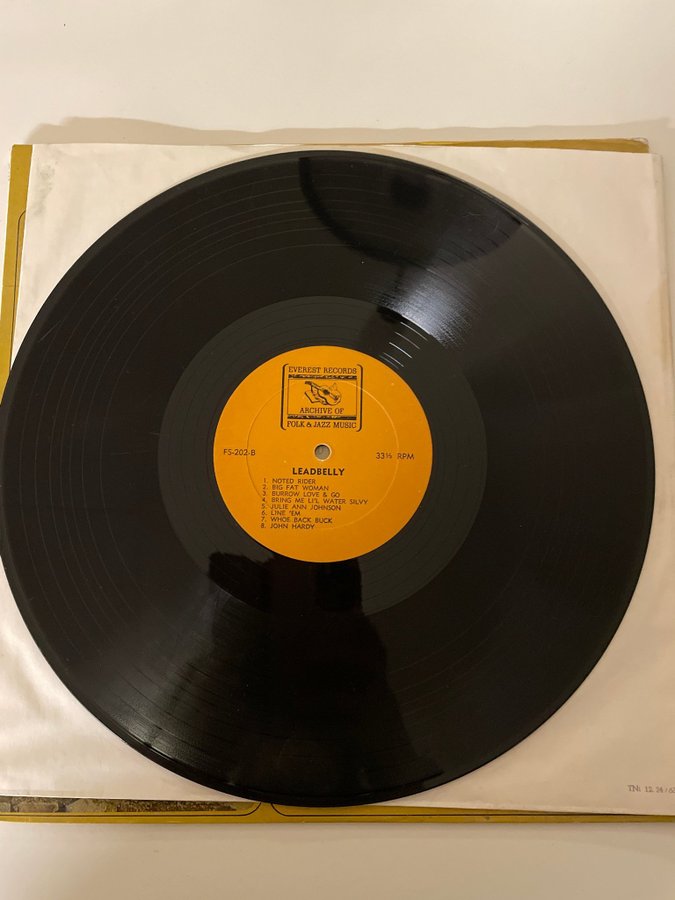 EVEREST RECORDS
ARCHIVE OF
FOLK & JAZZ MUSIC
FS-202-B
33⅓ RPM
LEADBELLY
1. NOTED RIDER
2. BIG FAT WOMAN
3. BURROW LOVE & GO
4. BRING ME LI'L WATER SILVY
5. JULIE ANN JOHNSON
6. LINE 'EM
7. WHOE BACK BUCK
8. JOHN HARDY